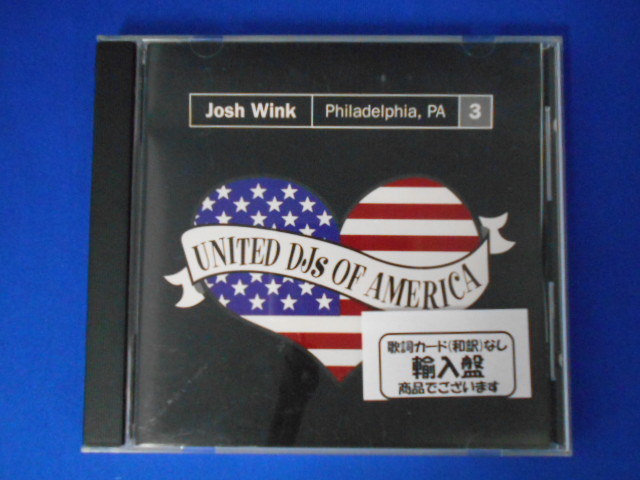 Josh Wink Philadelphia, PA 3
UNITED DJs OF AMERICA
歌詞カード(和訳)なし
輸入盤
商品でございます